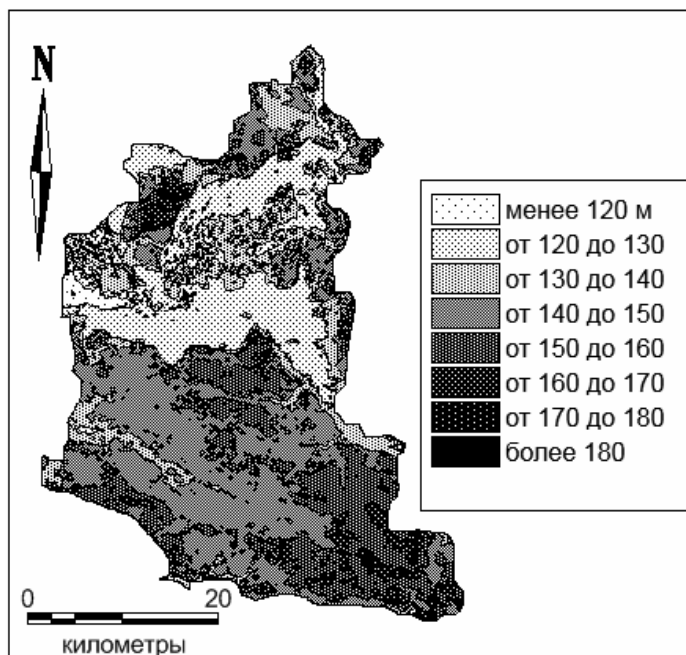 N
менее 120 м
от 120 до 130
от 130 до 140
от 140 до 150
от 150 до 160
от 160 до 170
от 170 до 180
более 180
0 20
километры